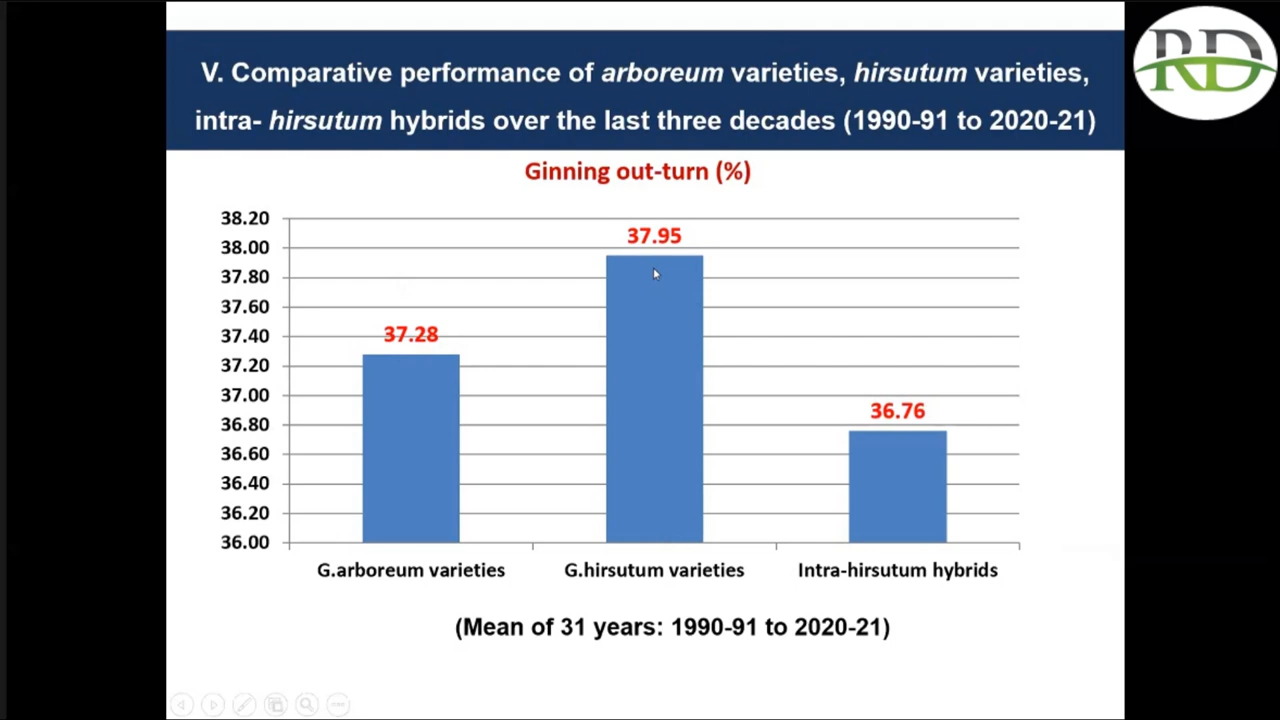 RD
V. Comparative performance of arboreum varieties, hirsutum varieties,
intra- hirsutum hybrids over the last three decades (1990-91 to 2020-21)
Ginning out-turn (%)
38.20
38.00
37.80
37.60
37.40
37.20
37.00
36.80
36.60
36.40
36.20
36.00
37.28
37.95
36.76
G.arboreum varieties
G.hirsutum varieties
Intra-hirsutum hybrids
(Mean of 31 years: 1990-91 to 2020-21)